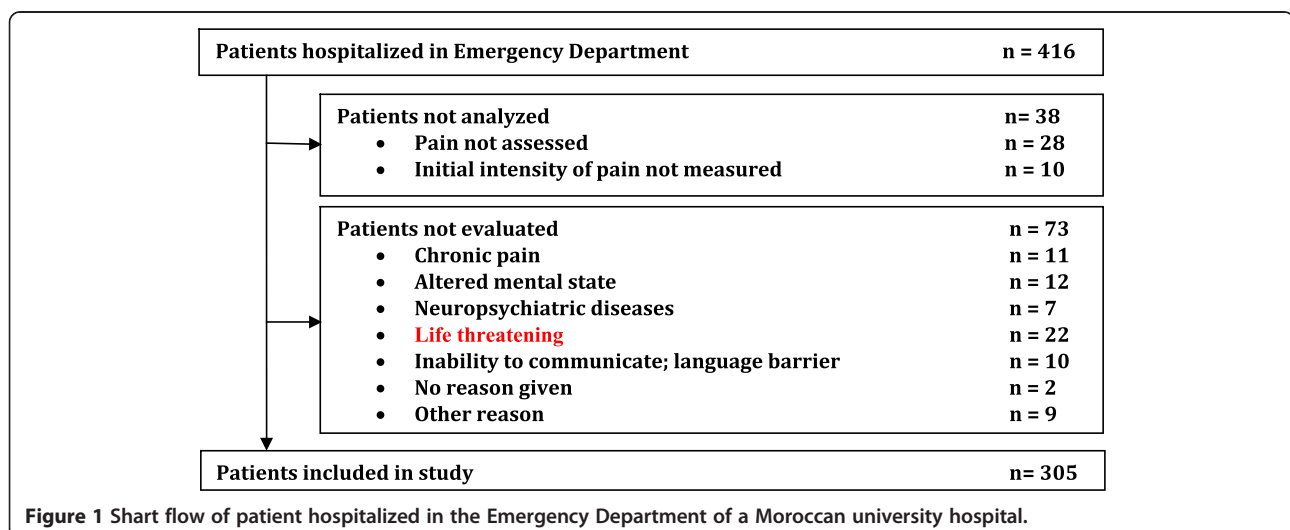 Patients hospitalized in Emergency Department n = 416
Patients not analyzed n= 38
• Pain not assessed n = 28
• Initial intensity of pain not measured n = 10
Patients not evaluated n = 73
• Chronic pain n = 11
• Altered mental state n = 12
• Neuropsychiatric diseases n = 7
• Life threatening n = 22
• Inability to communicate; language barrier n = 10
• No reason given n = 2
• Other reason n = 9
Patients included in study n= 305
Figure 1 Shart flow of patient hospitalized in the Emergency Department of a Moroccan university hospital.